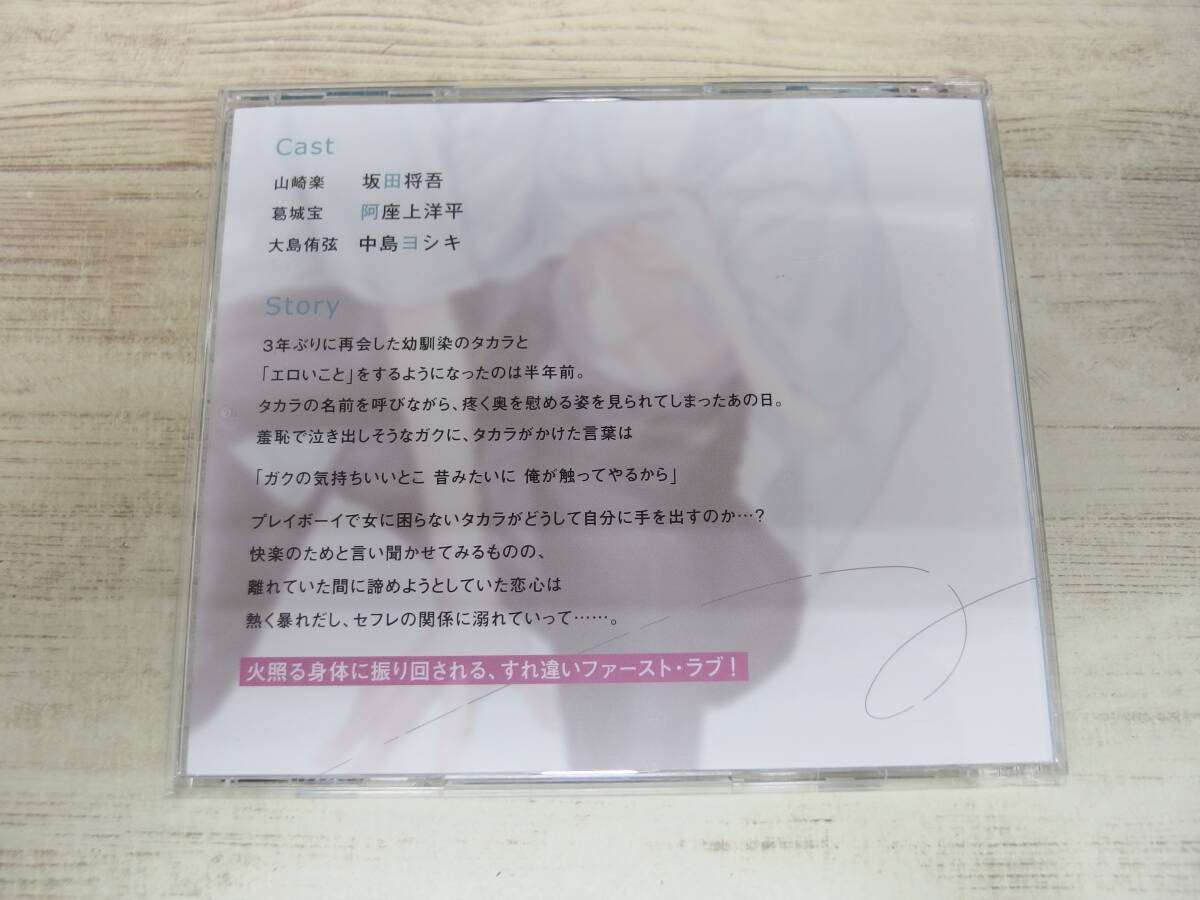 Cast
山崎楽 坂田将吾
葛城宝 阿座上洋平
大島侑弦 中島ヨシキ
Story
3年ぶりに再会した幼馴染のタカラと
「エロいこと」をするようになったのは半年前。
タカラの名前を呼びながら、疼く奥を慰める姿を見られてしまったあの日。
羞恥で泣き出しそうなガクに、タカラがかけた言葉は
「ガクの気持ちいいとこ 昔みたいに 俺が触ってやるから」
プレイボーイで女に困らないタカラがどうして自分に手を出すのか…?
快楽のためと言い聞かせてみるものの、
離れていた間に諦めようとしていた恋心は
熱く暴れだし、セフレの関係に溺れていって……。
火照る身体に振り回される、すれ違いファースト・ラブ!